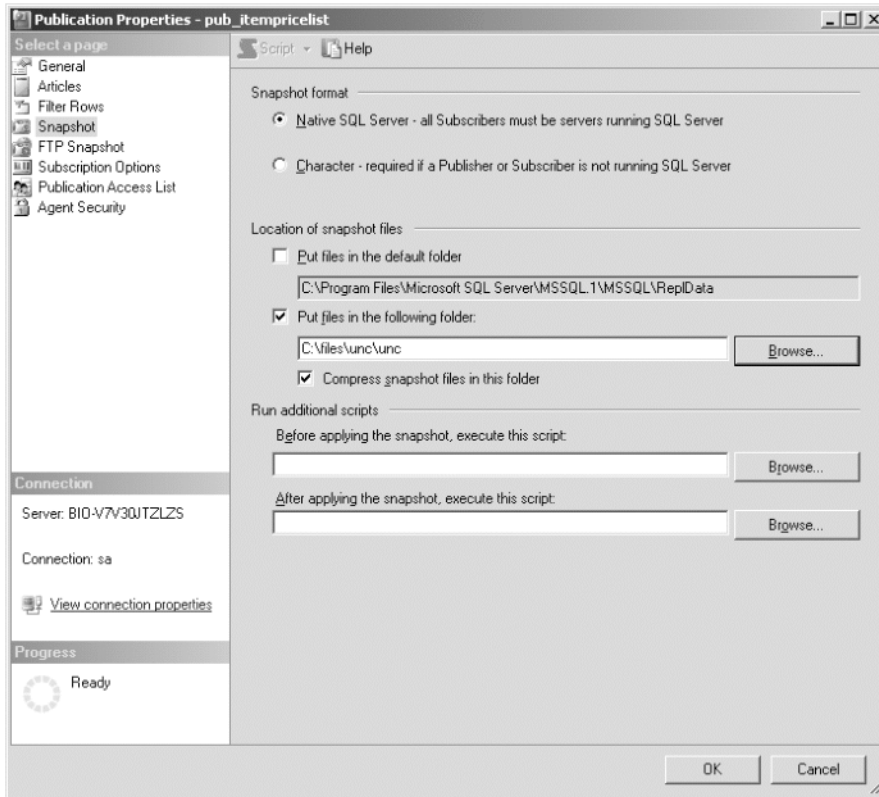 Publication Properties - pub_itempricelist
Select a page
General
Articles
Filter Rows
Snapshot
FTP Snapshot
Subscription Options
Publication Access List
Agent Security
Connection
Server: BIO-V7V30JTZLZS
Connection: sa
View connection properties
Progress
Ready
Script
Help
Snapshot format
Native SQL Server - all Subscribers must be servers running SQL Server
Character - required if a Publisher or Subscriber is not running SQL Server
Location of snapshot files
Put files in the default folder
C:\Program Files\Microsoft SQL Server\MSSQL.1\MSSQL\ReplData
Put files in the following folder:
C:\files\unc\unc
Browse...
Compress snapshot files in this folder
Run additional scripts
Before applying the snapshot, execute this script:
Browse...
After applying the snapshot, execute this script:
Browse...
OK
Cancel